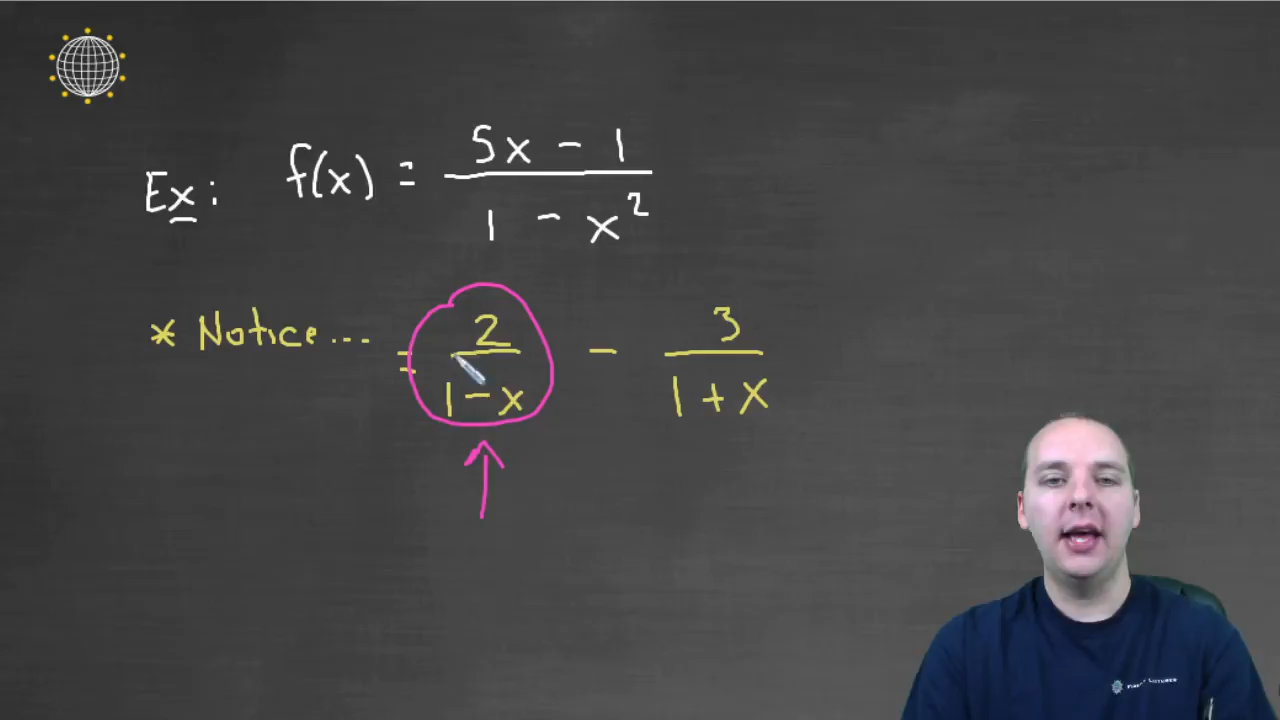 Ex: f(x) = (5x - 1)/(1 - x²)
* Notice... = 2/(1 - x) - 3/(1 + x)